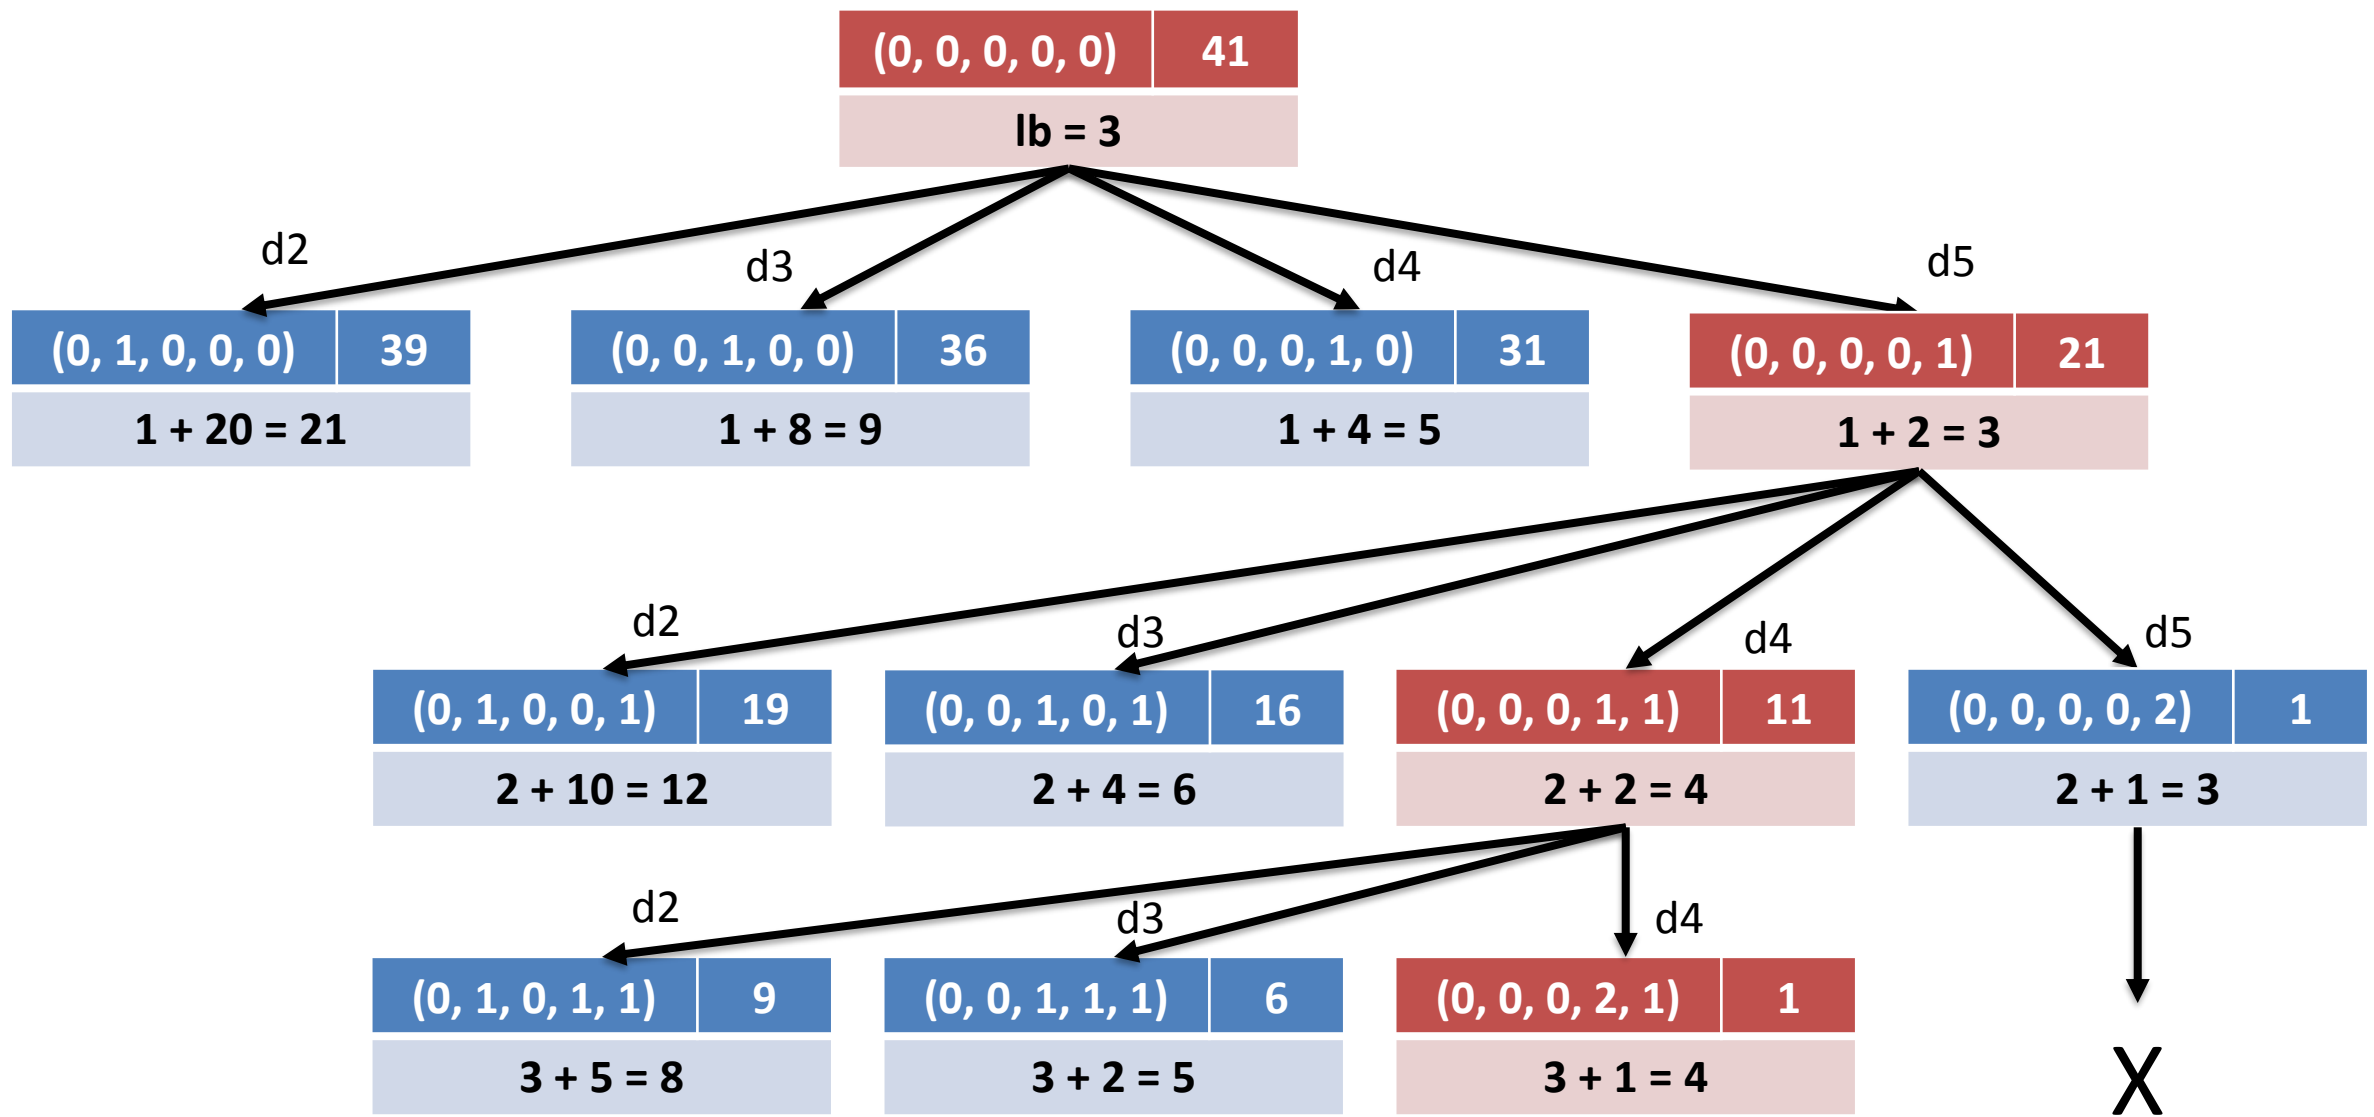 (0, 0, 0, 0, 0) 41
lb = 3
d2 d3 d4 d5
(0, 1, 0, 0, 0) 39 (0, 0, 1, 0, 0) 36 (0, 0, 0, 1, 0) 31 (0, 0, 0, 0, 1) 21
1 + 20 = 21 1 + 8 = 9 1 + 4 = 5 1 + 2 = 3
d2 d3 d4 d5
(0, 1, 0, 0, 1) 19 (0, 0, 1, 0, 1) 16 (0, 0, 0, 1, 1) 11 (0, 0, 0, 0, 2) 1
2 + 10 = 12 2 + 4 = 6 2 + 2 = 4 2 + 1 = 3
d2 d3 d4
(0, 1, 0, 1, 1) 9 (0, 0, 1, 1, 1) 6 (0, 0, 0, 2, 1) 1
3 + 5 = 8 3 + 2 = 5 3 + 1 = 4 X